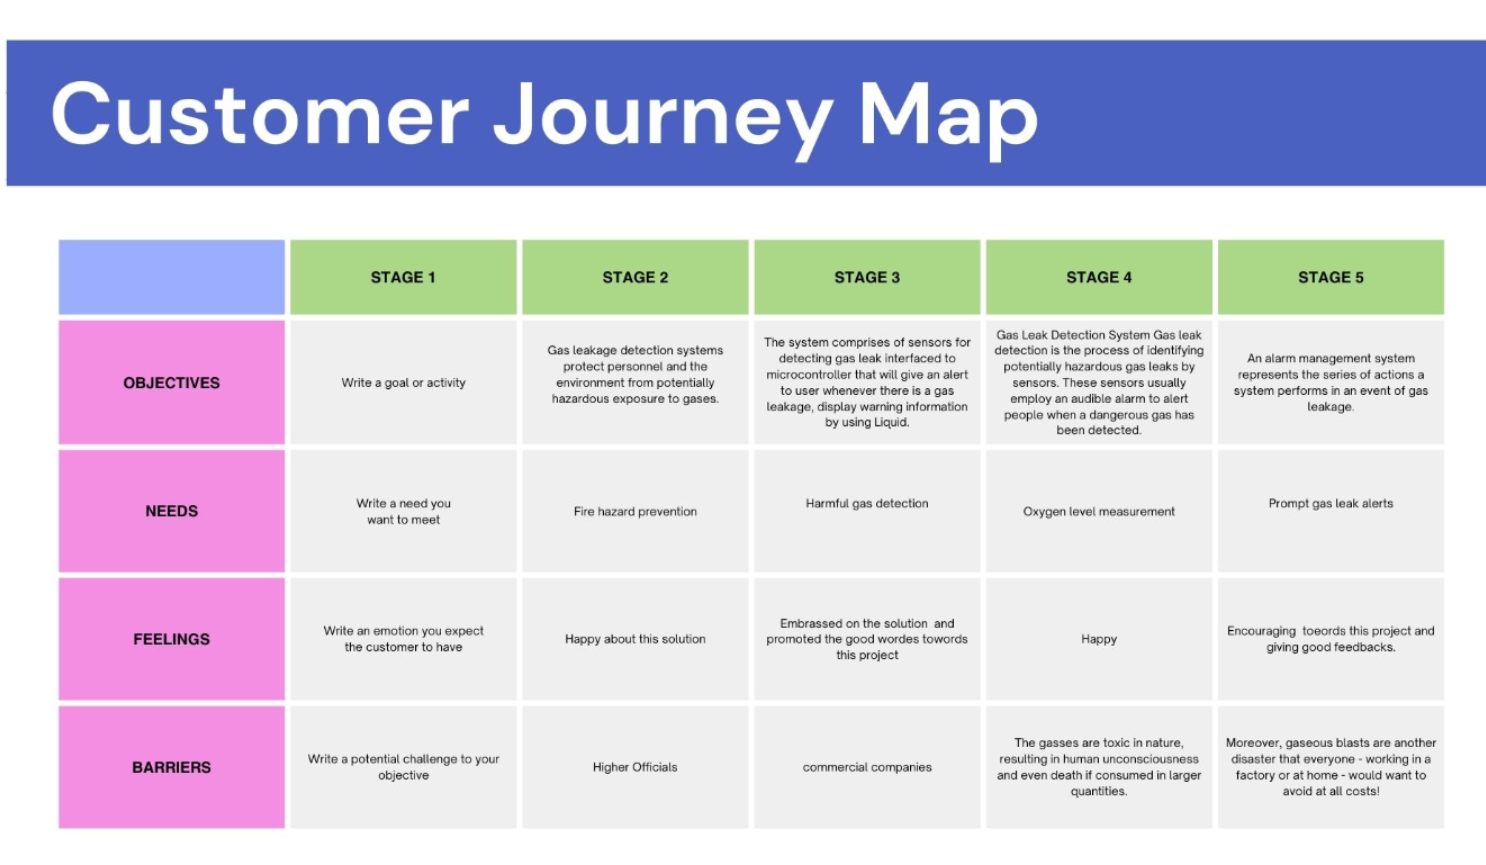 Customer Journey Map
STAGE 1
STAGE 2
STAGE 3
STAGE 4
STAGE 5
OBJECTIVES
Write a goal or activity
Gas leakage detection systems
protect personnel and the
environment from potentially
hazardous exposure to gases.
The system comprises of sensors for
detecting gas leak interfaced to
microcontroller that will give an alert
to user whenever there is a gas
leakage, display warning information
by using Liquid.
Gas Leak Detection System Gas leak
detection is the process of identifying
potentially hazardous gas leaks by
sensors. These sensors usually
employ an audible alarm to alert
people when a dangerous gas has
been detected.
An alarm management system
represents the series of actions a
system performs in an event of gas
leakage.
NEEDS
Write a need you
want to meet
Fire hazard prevention
Harmful gas detection
Oxygen level measurement
Prompt gas leak alerts
FEELINGS
Write an emotion you expect
the customer to have
Happy about this solution
Embrassed on the solution  and
promoted the good wordes towords
this project
Happy
Encouraging  toeords this project and
giving good feedbacks.
BARRIERS
Write a potential challenge to your
objective
Higher Officials
commercial companies
The gasses are toxic in nature,
resulting in human unconsciousness
and even death if consumed in larger
quantities.
Moreover, gaseous blasts are another
disaster that everyone - working in a
factory or at home - would want to
avoid at all costs!